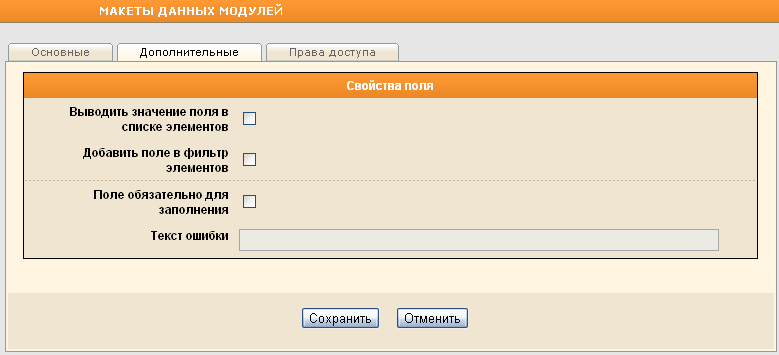 МАКЕТЫ ДАННЫХ МОДУЛЕЙ
Основные Дополнительные Права доступа
Свойства поля
Выводить значение поля в
списке элементов
Добавить поле в фильтр
элементов
Поле обязательно для
заполнения
Текст ошибки
Сохранить Отменить